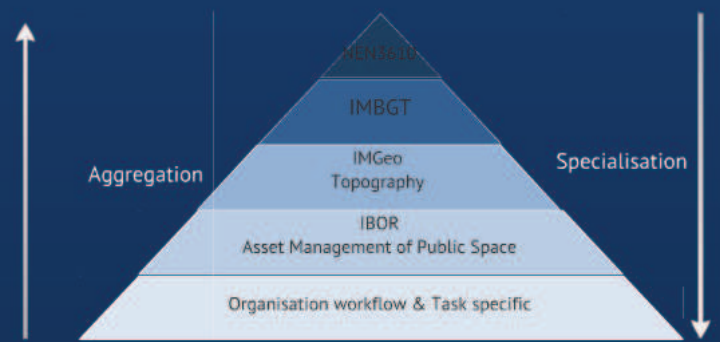 NEN3610
IMBGT
IMGeo
Topography
Aggregation
Specialisation
IBOR
Asset Management of Public Space
Organisation workflow & Task specific